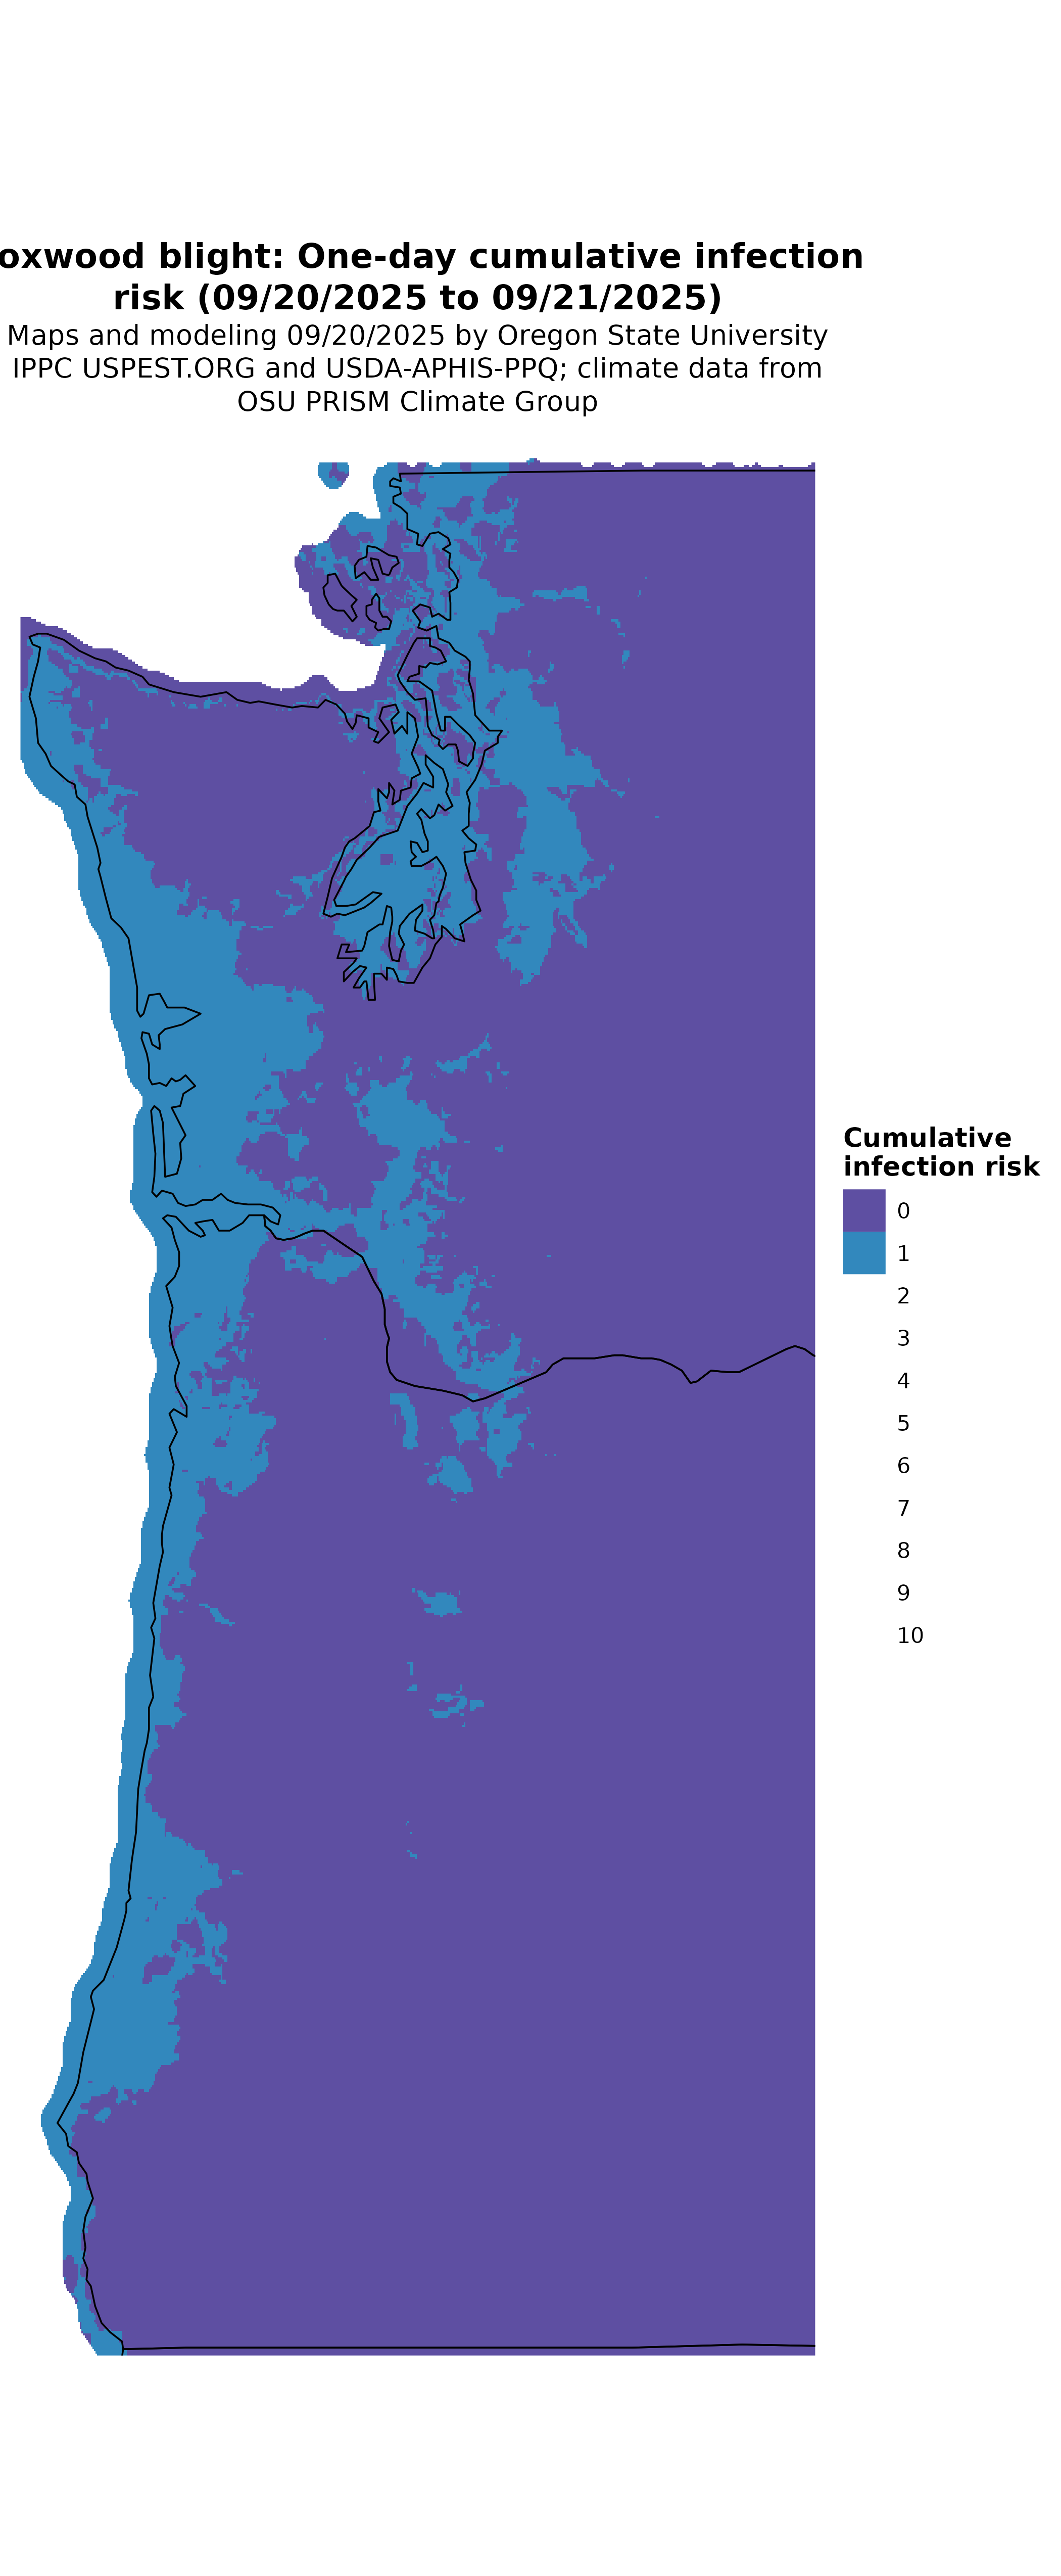 oxwood blight: One-day cumulative infection
risk (09/20/2025 to 09/21/2025)
Maps and modeling 09/20/2025 by Oregon State University
IPPC USPEST.ORG and USDA-APHIS-PPQ; climate data from
OSU PRISM Climate Group
Cumulative
infection risk
0
1
2
3
4
5
6
7
8
9
10